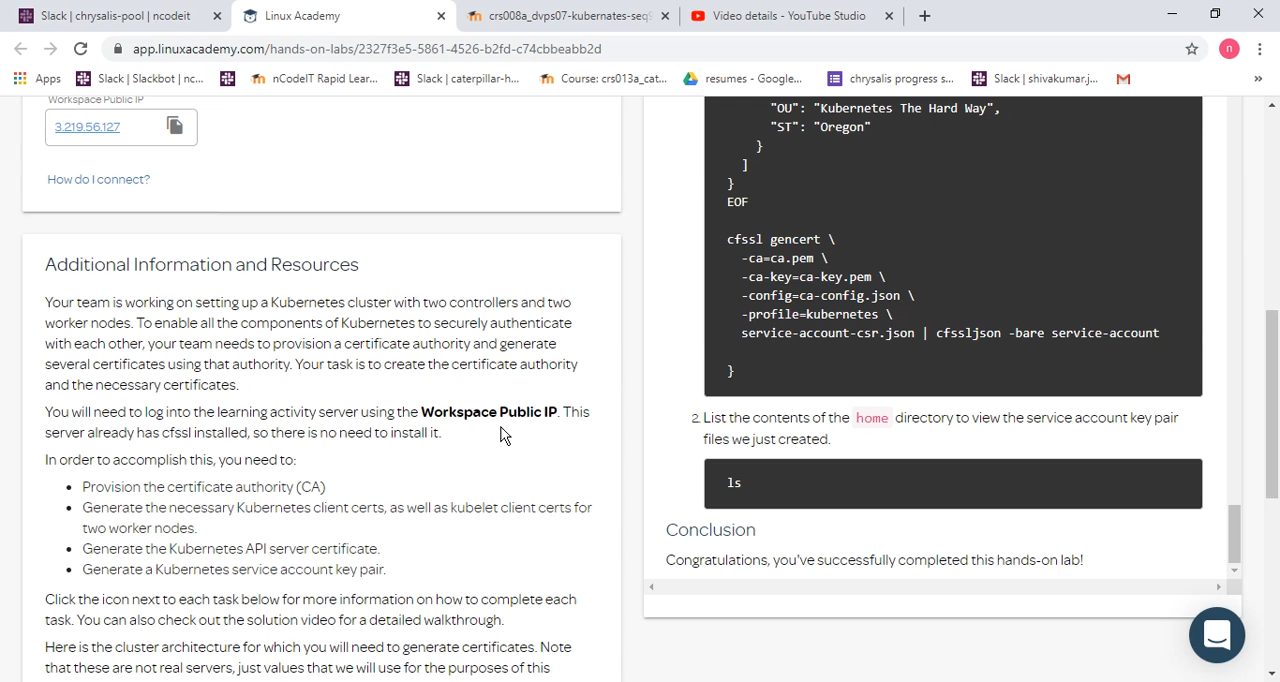 Slack | chrysalis-pool | ncodeit
Linux Academy
crs008a_dvps07-kubernates-seq9
Video details - YouTube Studio
app.linuxacademy.com/hands-on-labs/2327f3e5-5861-4526-b2fd-c74cbbeabb2d
n
Apps
Slack | Slackbot | nc...
nCodeIT Rapid Lear...
Slack | caterpillar-h...
Course: crs013a_cat...
resumes - Google...
chrysalis progress s...
Slack | shivakumar.j...
»
Workspace Public IP
3.219.56.127
How do I connect?
Additional Information and Resources
Your team is working on setting up a Kubernetes cluster with two controllers and two
worker nodes. To enable all the components of Kubernetes to securely authenticate
with each other, your team needs to provision a certificate authority and generate
several certificates using that authority. Your task is to create the certificate authority
and the necessary certificates.
You will need to log into the learning activity server using the Workspace Public IP. This
server already has cfssl installed, so there is no need to install it.
In order to accomplish this, you need to:
• Provision the certificate authority (CA)
• Generate the necessary Kubernetes client certs, as well as kubelet client certs for
two worker nodes.
• Generate the Kubernetes API server certificate.
• Generate a Kubernetes service account key pair.
Click the icon next to each task below for more information on how to complete each
task. You can also check out the solution video for a detailed walkthrough.
Here is the cluster architecture for which you will need to generate certificates. Note
that these are not real servers, just values that we will use for the purposes of this
"OU": "Kubernetes The Hard Way",
"ST": "Oregon"
}
]
}
EOF
cfssl gencert \
-ca=ca.pem \
-ca-key=ca-key.pem \
-config=ca-config.json \
-profile=kubernetes \
service-account-csr.json | cfssljson -bare service-account
}
2. List the contents of the home directory to view the service account key pair
files we just created.
ls
Conclusion
Congratulations, you've successfully completed this hands-on lab!